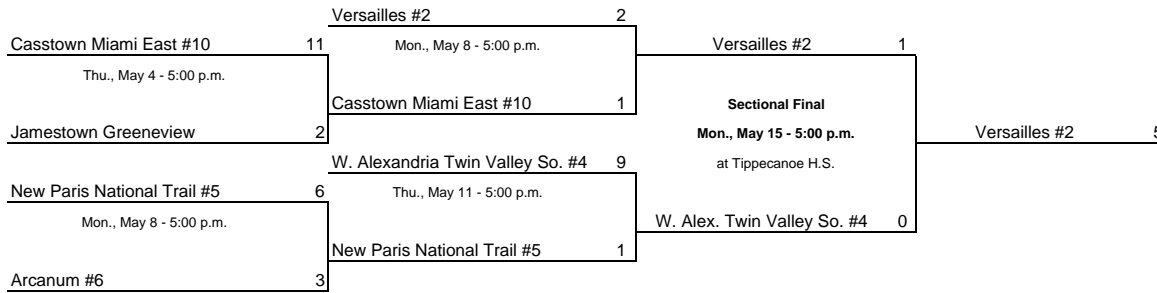 Versailles #2 2
Casstown Miami East #10 11
Mon., May 8 - 5:00 p.m.
Versailles #2 1
Thu., May 4 - 5:00 p.m.
Casstown Miami East #10 1
Sectional Final
Jamestown Greeneview 2
Mon., May 15 - 5:00 p.m.
Versailles #2 5
W. Alexandria Twin Valley So. #4 9
at Tippecanoe H.S.
New Paris National Trail #5 6
Thu., May 11 - 5:00 p.m.
Mon., May 8 - 5:00 p.m.
W. Alex. Twin Valley So. #4 0
New Paris National Trail #5 1
Arcanum #6 3